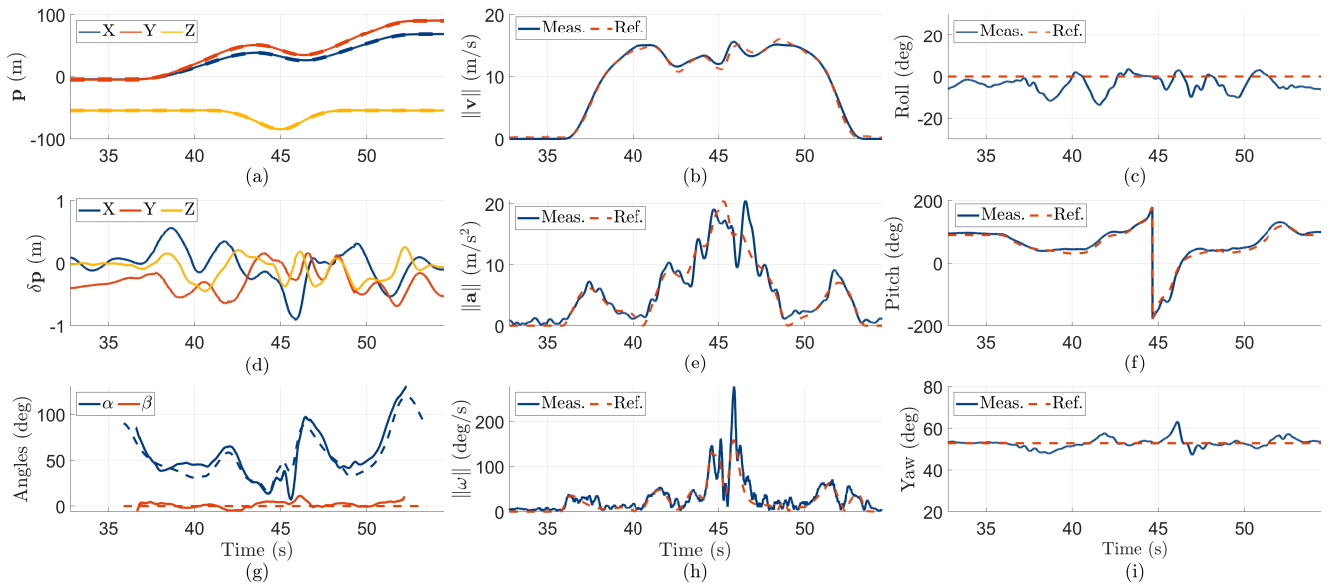 X Y Z
100
0
-100
p (m)
35 40 45 50
(a)
Meas. Ref.
20
10
0
||v|| (m/s)
35 40 45 50
(b)
Meas. Ref.
20
0
-20
Roll (deg)
35 40 45 50
(c)
X Y Z
1
0
-1
δp (m)
35 40 45 50
(d)
Meas. Ref.
20
10
0
||a|| (m/s²)
35 40 45 50
(e)
Meas. Ref.
200
0
-200
Pitch (deg)
35 40 45 50
(f)
α β
100
50
0
Angles (deg)
35 40 45 50
Time (s)
(g)
Meas. Ref.
200
100
0
||ω|| (deg/s)
35 40 45 50
Time (s)
(h)
Meas. Ref.
80
60
40
20
Yaw (deg)
35 40 45 50
Time (s)
(i)